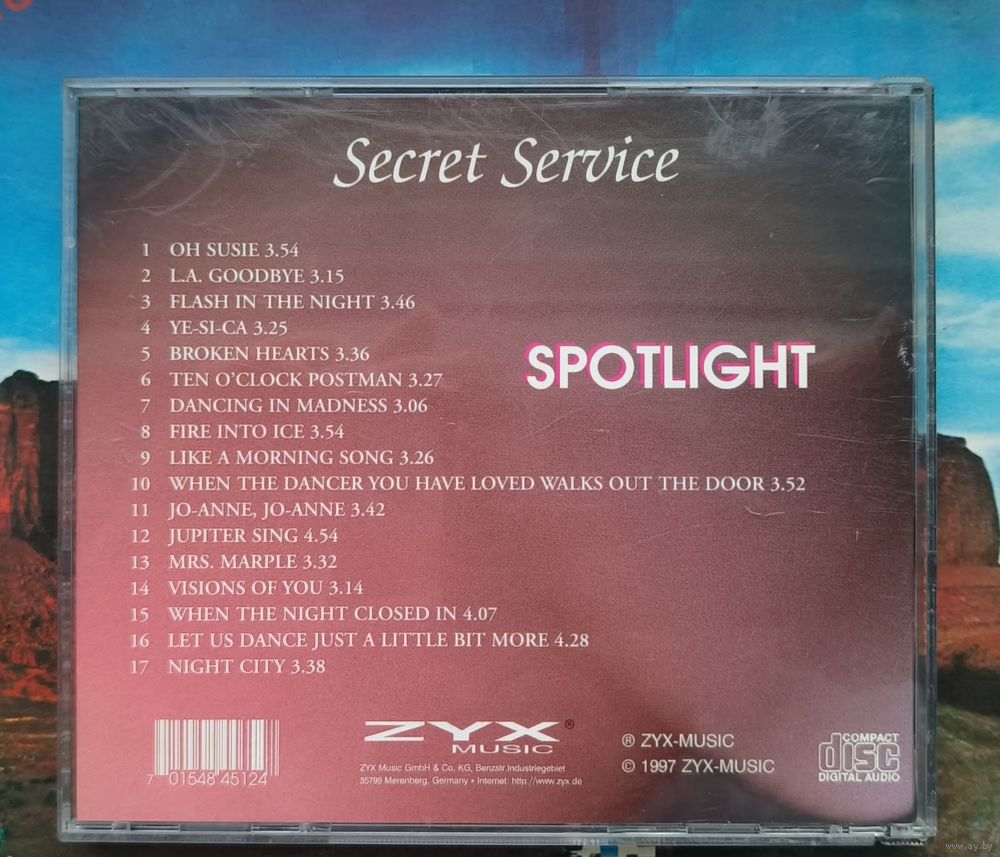 Secret Service
1 OH SUSIE 3.54
2 L.A. GOODBYE 3.15
3 FLASH IN THE NIGHT 3.46
4 YE-SI-CA 3.25
5 BROKEN HEARTS 3.36
6 TEN O'CLOCK POSTMAN 3.27
7 DANCING IN MADNESS 3.06
8 FIRE INTO ICE 3.54
9 LIKE A MORNING SONG 3.26
10 WHEN THE DANCER YOU HAVE LOVED WALKS OUT THE DOOR 3.52
11 JO-ANNE, JO-ANNE 3.42
12 JUPITER SING 4.54
13 MRS. MARPLE 3.32
14 VISIONS OF YOU 3.14
15 WHEN THE NIGHT CLOSED IN 4.07
16 LET US DANCE JUST A LITTLE BIT MORE 4.28
17 NIGHT CITY 3.38
SPOTLIGHT
7 01548 45124
ZYX®
MUSIC
ZYX Music GmbH & Co, KG, Benzstr.Industriegebiet
35799 Merenberg, Germany • Internet: http://www.zyx.de
® ZYX-MUSIC
© 1997 ZYX-MUSIC
COMPACT
disc
DIGITAL AUDIO
www.ay.by